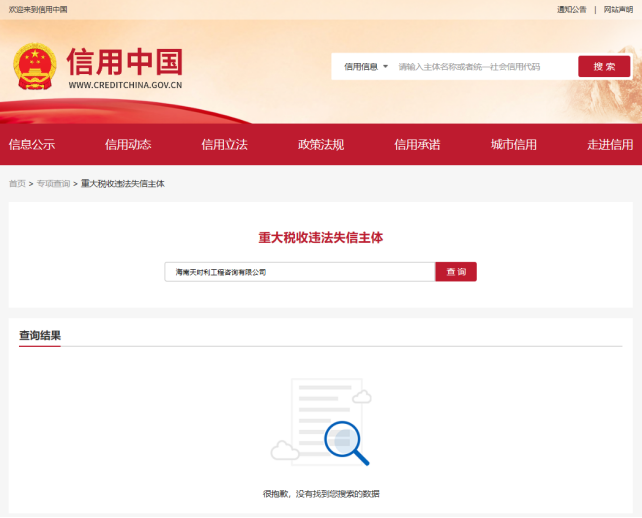 欢迎来到信用中国
通知公告 | 网站声明
信用中国
WWW.CREDITCHINA.GOV.CN
信用信息 请输入主体名称或者统一社会信用代码 搜索
信息公示 信用动态 信用立法 政策法规 信用承诺 城市信用 走进信用
首页 > 专项查询 > 重大税收违法失信主体
重大税收违法失信主体
海南天时利工程咨询有限公司 查询
查询结果
很抱歉，没有找到您搜索的数据